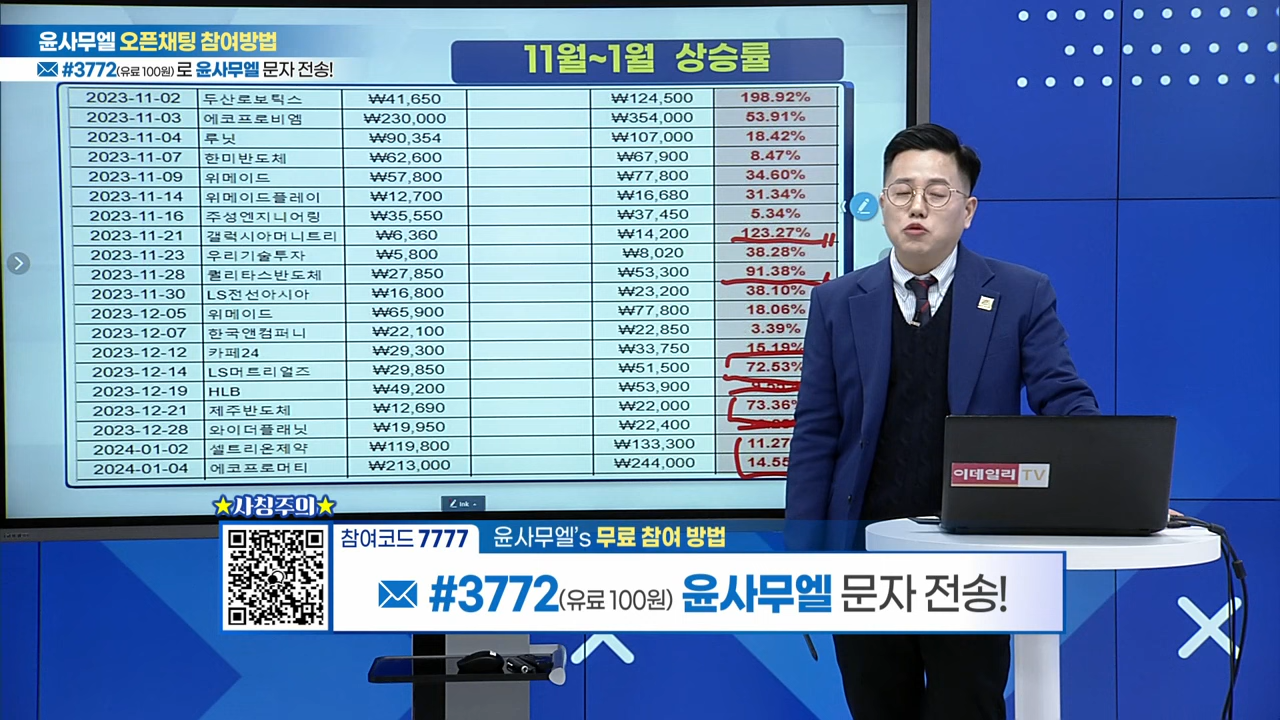 윤사무엘 오픈채팅 참여방법
#3772(유료 100원) 로 윤사무엘 문자 전송!
11월~1월 상승률
2023-11-02 두산로보틱스 ₩41,650 ₩124,500 198.92%
2023-11-03 에코프로비엠 ₩230,000 ₩354,000 53.91%
2023-11-04 루닛 ₩90,354 ₩107,000 18.42%
2023-11-07 한미반도체 ₩62,600 ₩67,900 8.47%
2023-11-09 위메이드 ₩57,800 ₩77,800 34.60%
2023-11-14 위메이드플레이 ₩12,700 ₩16,680 31.34%
2023-11-16 주성엔지니어링 ₩35,550 ₩37,450 5.34%
2023-11-21 갤럭시아머니트리 ₩6,360 ₩14,200 123.27%
2023-11-23 우리기술투자 ₩5,800 ₩8,020 38.28%
2023-11-28 퀄리타스반도체 ₩27,850 ₩53,300 91.38%
2023-11-30 LS전선아시아 ₩16,800 ₩23,200 38.10%
2023-12-05 위메이드 ₩65,900 ₩77,800 18.06%
2023-12-07 한국앤컴퍼니 ₩22,100 ₩22,850 3.39%
2023-12-12 카페24 ₩29,300 ₩33,750 15.19%
2023-12-14 LS머트리얼즈 ₩29,850 ₩51,500 72.53%
2023-12-19 HLB ₩49,200 ₩53,900
2023-12-21 제주반도체 ₩12,690 ₩22,000 73.36%
2023-12-28 와이더플래닛 ₩19,950 ₩22,400
2024-01-02 셀트리온제약 ₩119,800 ₩133,300 11.27
2024-01-04 에코프로머티 ₩213,000 ₩244,000 14.55
Ink
이데일리 TV
★사칭주의★
참여코드 7777 윤사무엘's 무료 참여 방법
#3772(유료 100원) 윤사무엘 문자 전송!